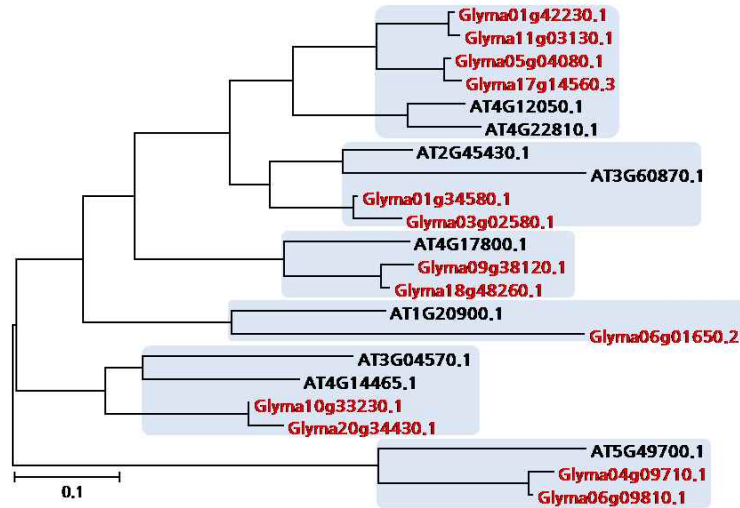 Glyma01g42230.1
Glyma11g03130.1
Glyma05g04080.1
Glyma17g14560.3
AT4G12050.1
AT4G22810.1
AT2G45430.1
AT3G60870.1
Glyma01g34580.1
Glyma03g02580.1
AT4G17800.1
Glyma09g38120.1
Glyma18g48260.1
AT1G20900.1
Glyma06g01650.2
AT3G04570.1
AT4G14465.1
Glyma10g33230.1
Glyma20g34430.1
AT5G49700.1
Glyma04g09710.1
Glyma06g09810.1
0.1